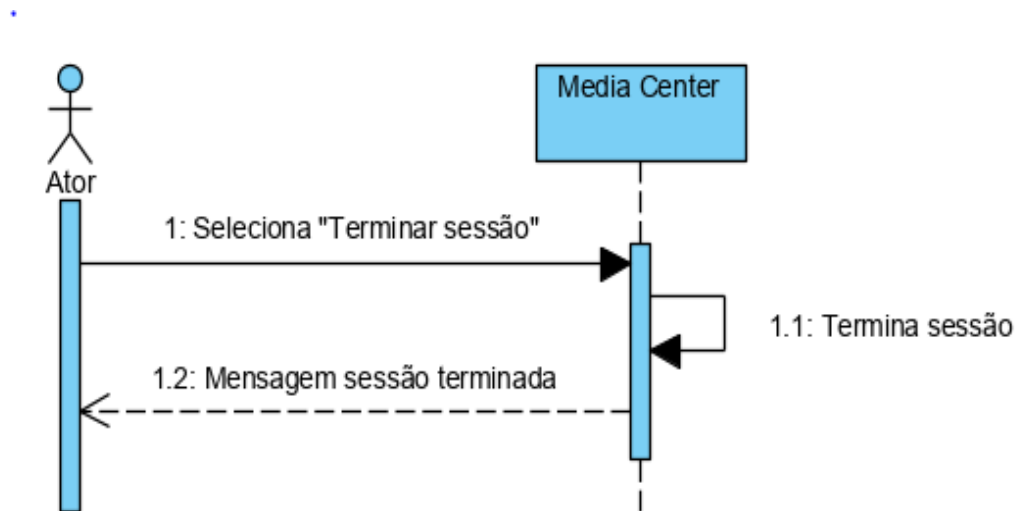 Media Center
Ator
1: Seleciona "Terminar sessão"
1.1: Termina sessão
1.2: Mensagem sessão terminada